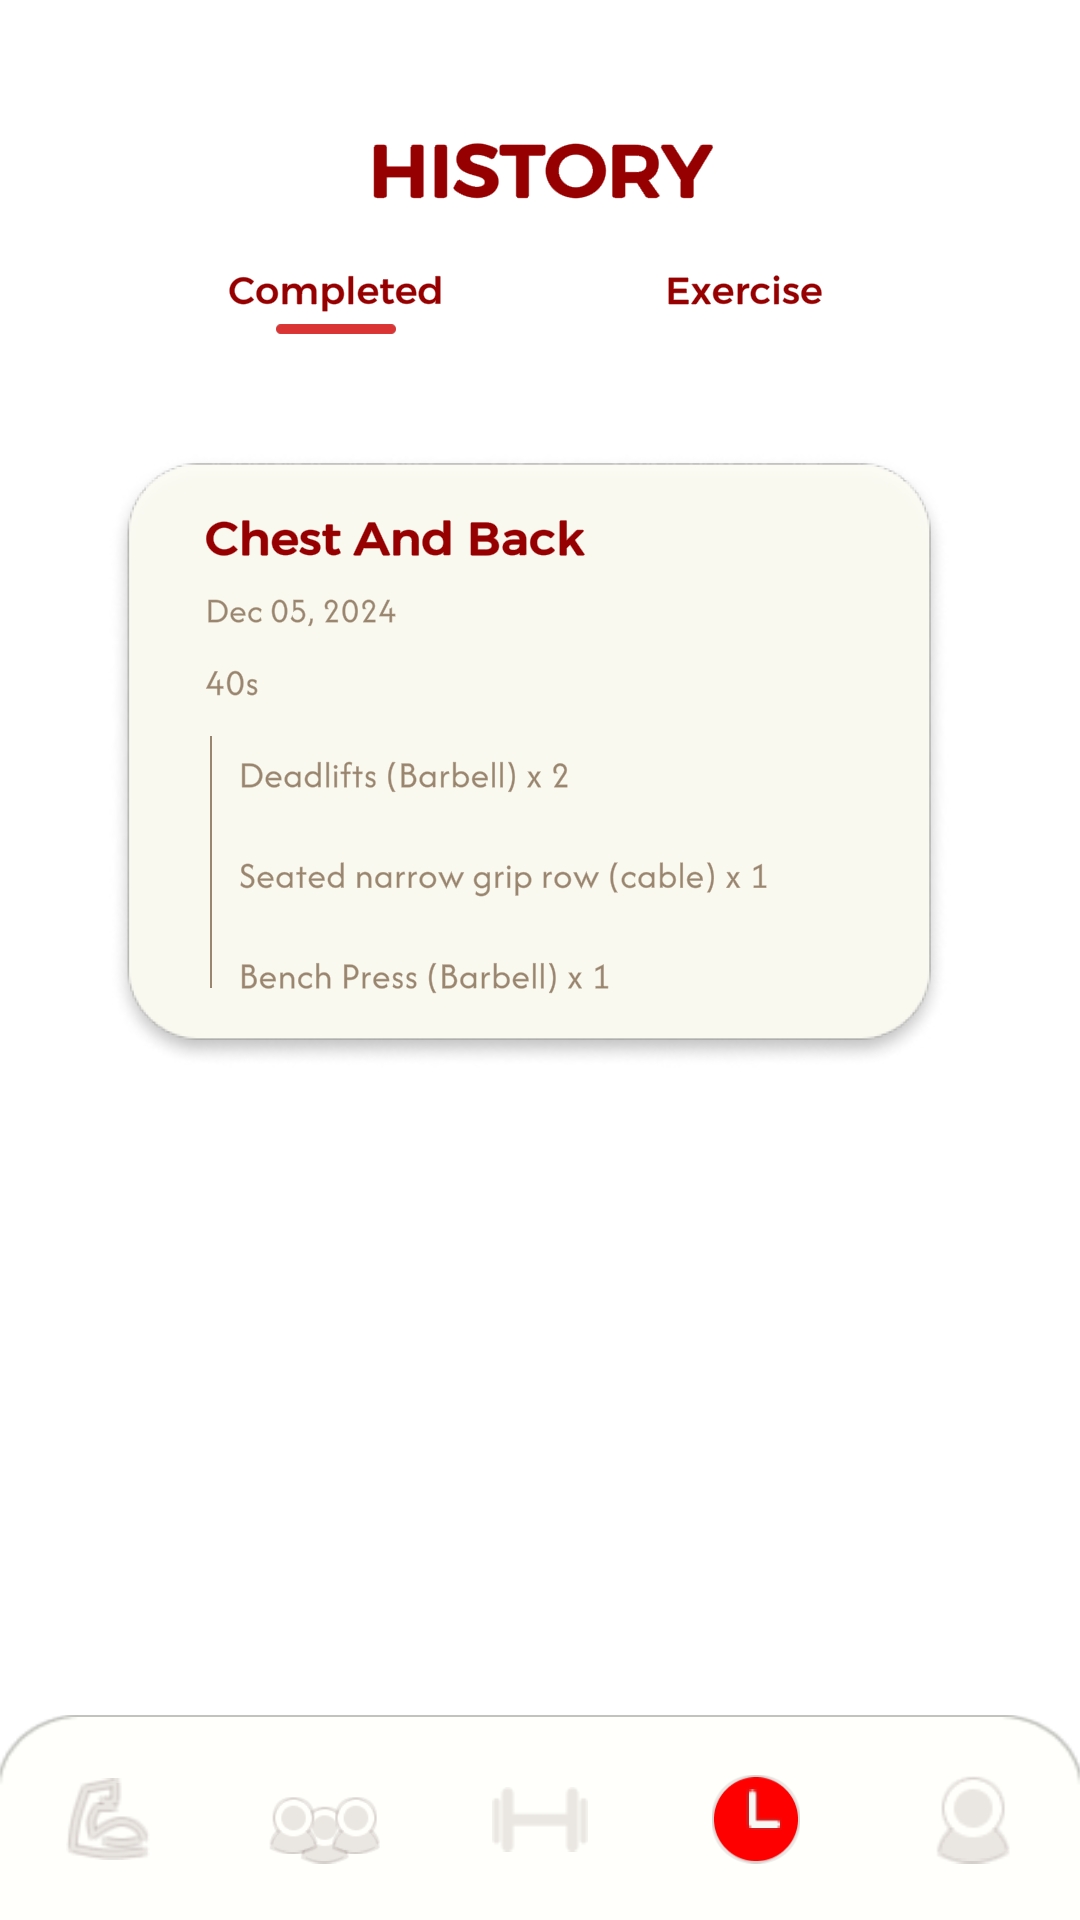 HISTORY
Completed
Exercise
Chest And Back
Dec 05, 2024
40s
Deadlifts (Barbell) x 2
Seated narrow grip row (cable) x 1
Bench Press (Barbell) x 1